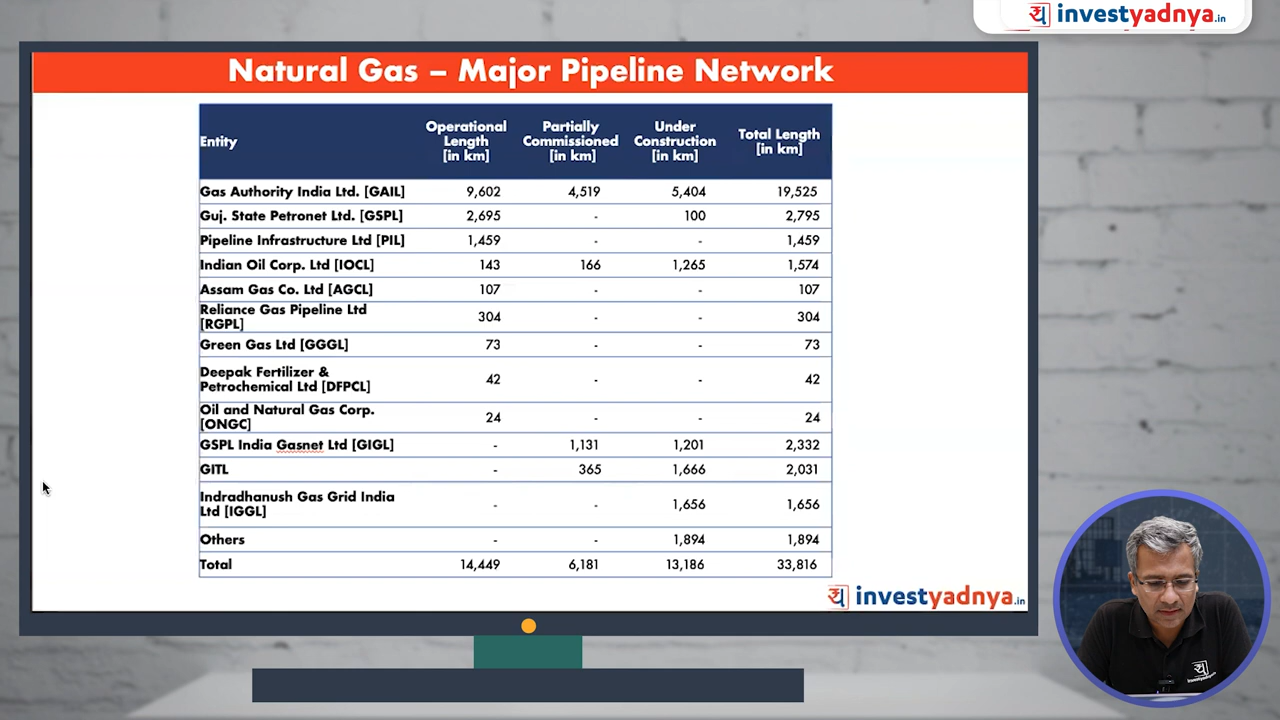 investyadnya.in
Natural Gas – Major Pipeline Network
Entity
Operational Length [in km]
Partially Commissioned [in km]
Under Construction [in km]
Total Length [in km]
Gas Authority India Ltd. [GAIL] 9,602 4,519 5,404 19,525
Guj. State Petronet Ltd. [GSPL] 2,695 - 100 2,795
Pipeline Infrastructure Ltd [PIL] 1,459 - - 1,459
Indian Oil Corp. Ltd [IOCL] 143 166 1,265 1,574
Assam Gas Co. Ltd [AGCL] 107 - - 107
Reliance Gas Pipeline Ltd [RGPL] 304 - - 304
Green Gas Ltd [GGGL] 73 - - 73
Deepak Fertilizer & Petrochemical Ltd [DFPCL] 42 - - 42
Oil and Natural Gas Corp. [ONGC] 24 - - 24
GSPL India Gasnet Ltd [GIGL] - 1,131 1,201 2,332
GITL - 365 1,666 2,031
Indradhanush Gas Grid India Ltd [IGGL] - - 1,656 1,656
Others - - 1,894 1,894
Total 14,449 6,181 13,186 33,816
investyadnya.in